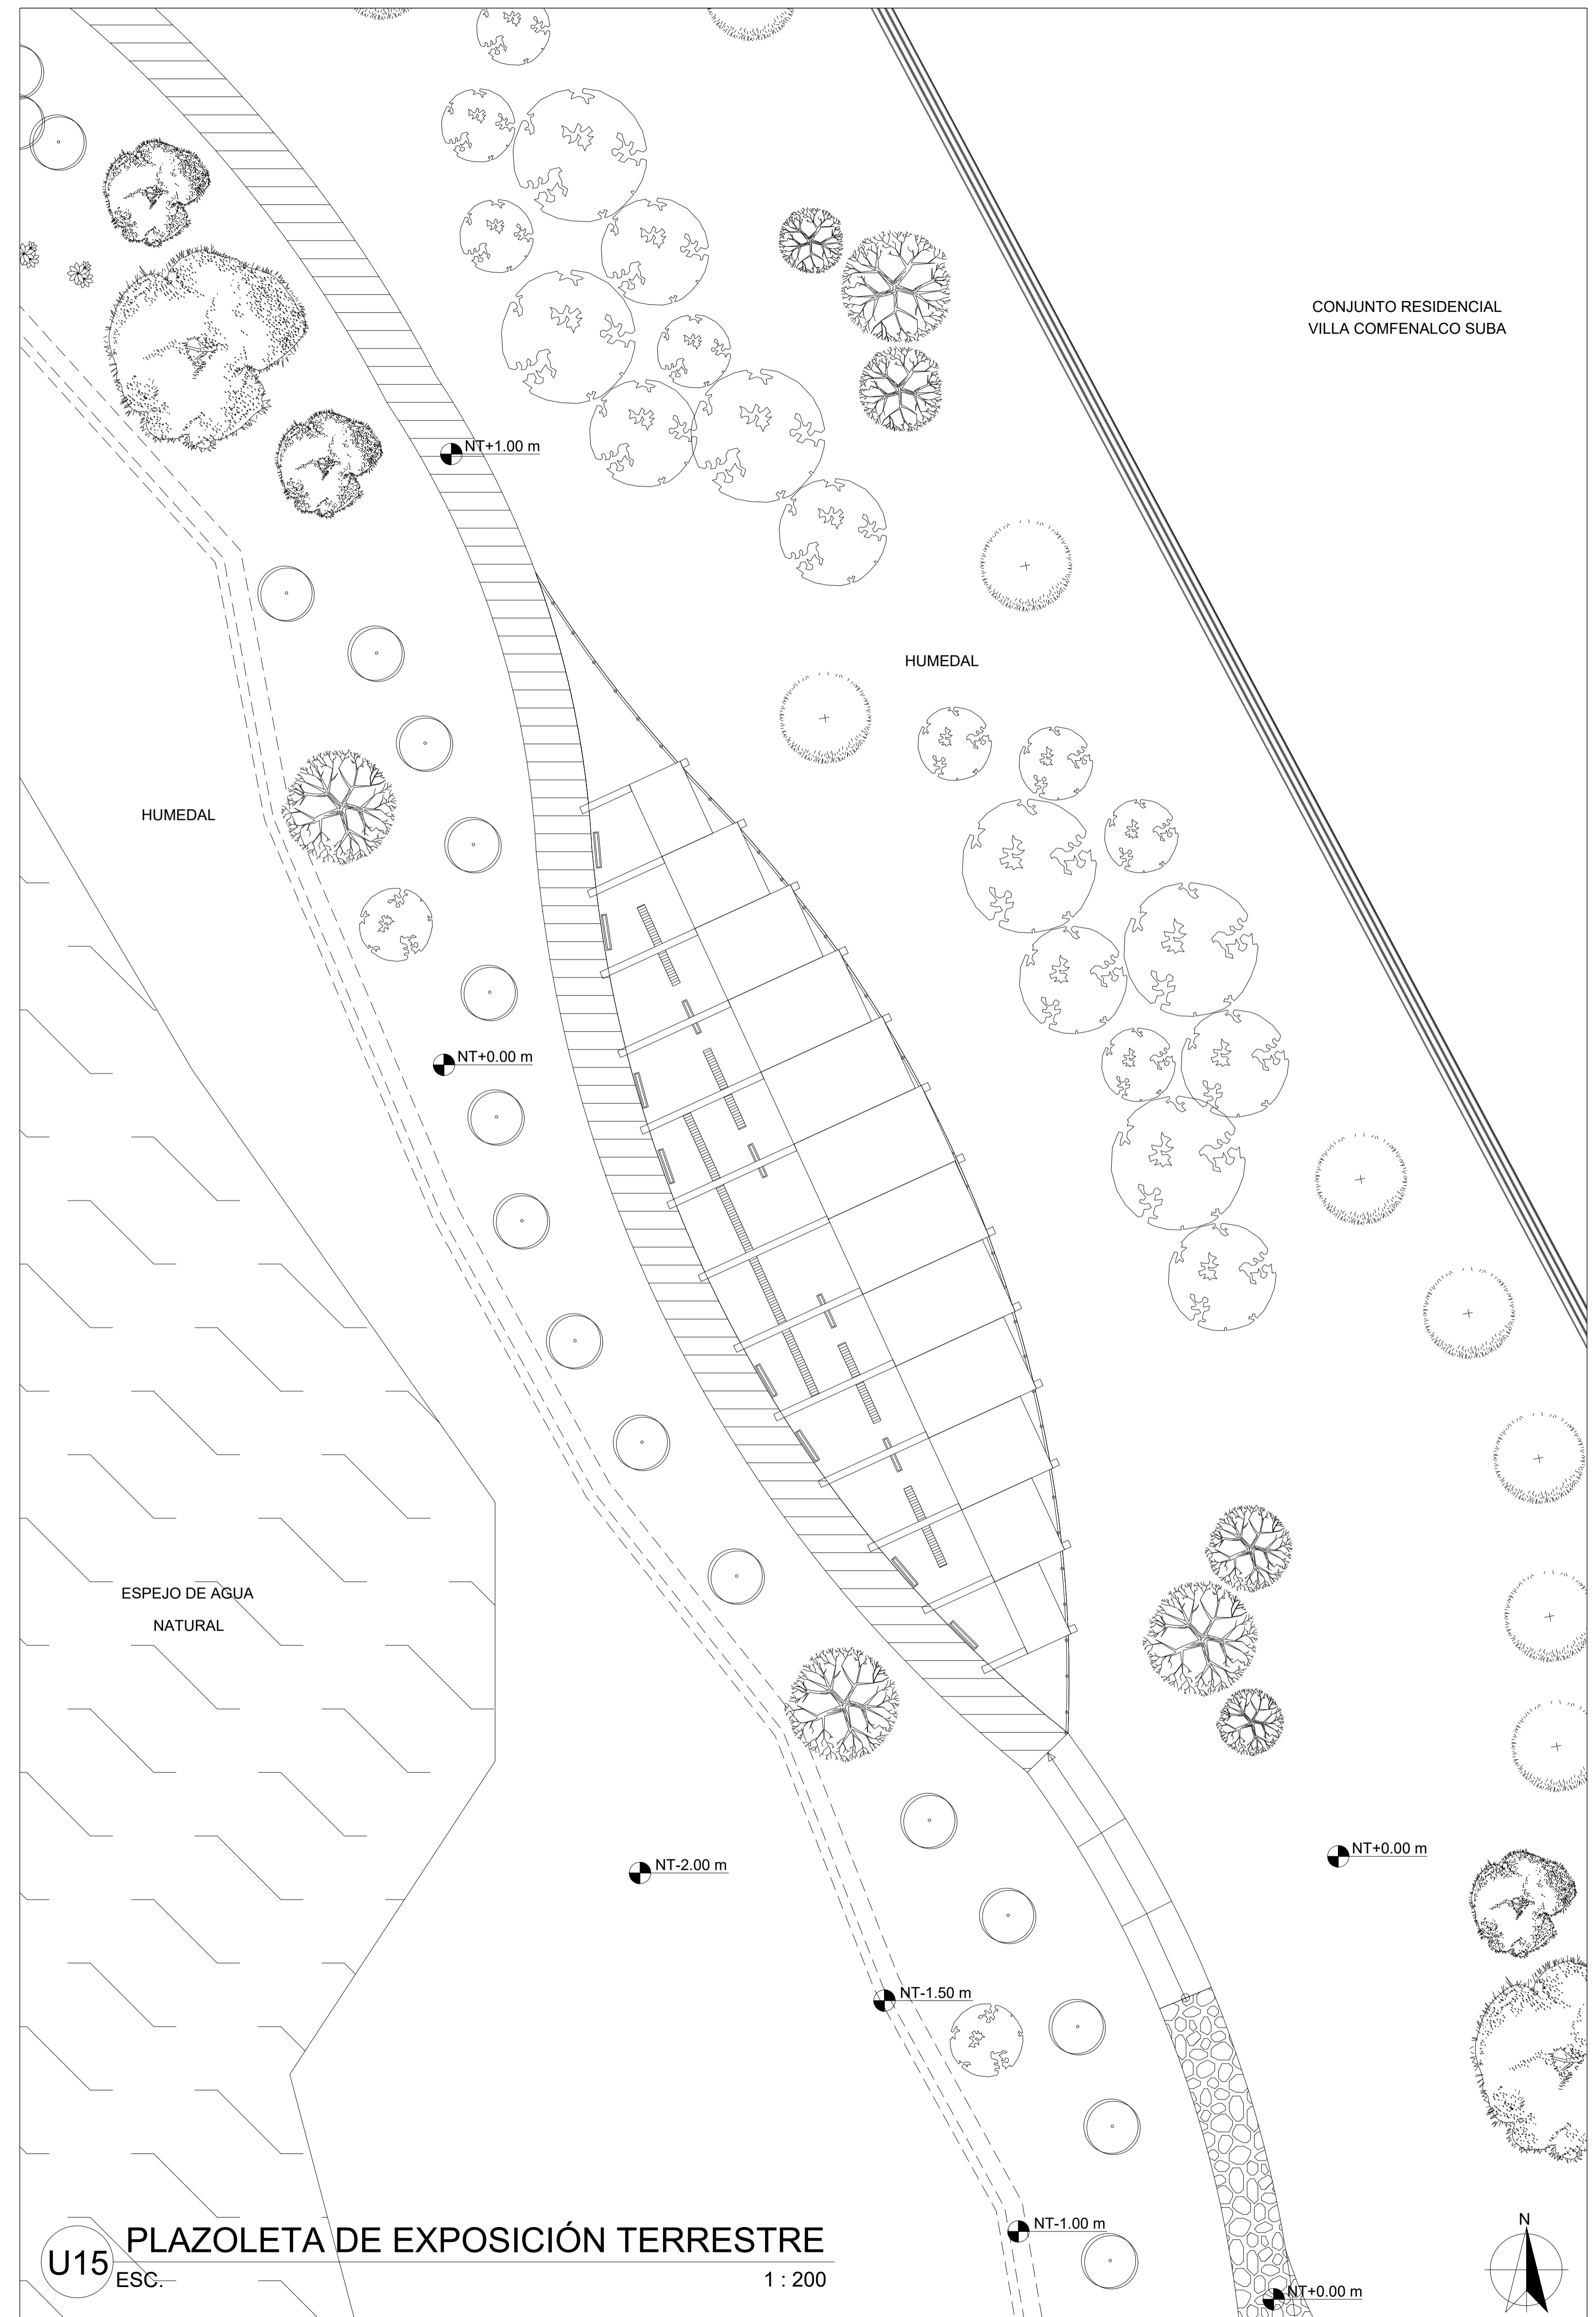 CONJUNTO RESIDENCIAL
VILLA COMFENALCO SUBA
NT+1.00 m
HUMEDAL
HUMEDAL
NT+0.00 m
ESPEJO DE AGUA
NATURAL
NT+0.00 m
NT-2.00 m
NT-1.50 m
NT-1.00 m
N
U15
PLAZOLETA DE EXPOSICIÓN TERRESTRE
ESC.
1 : 200
NT+0.00 m